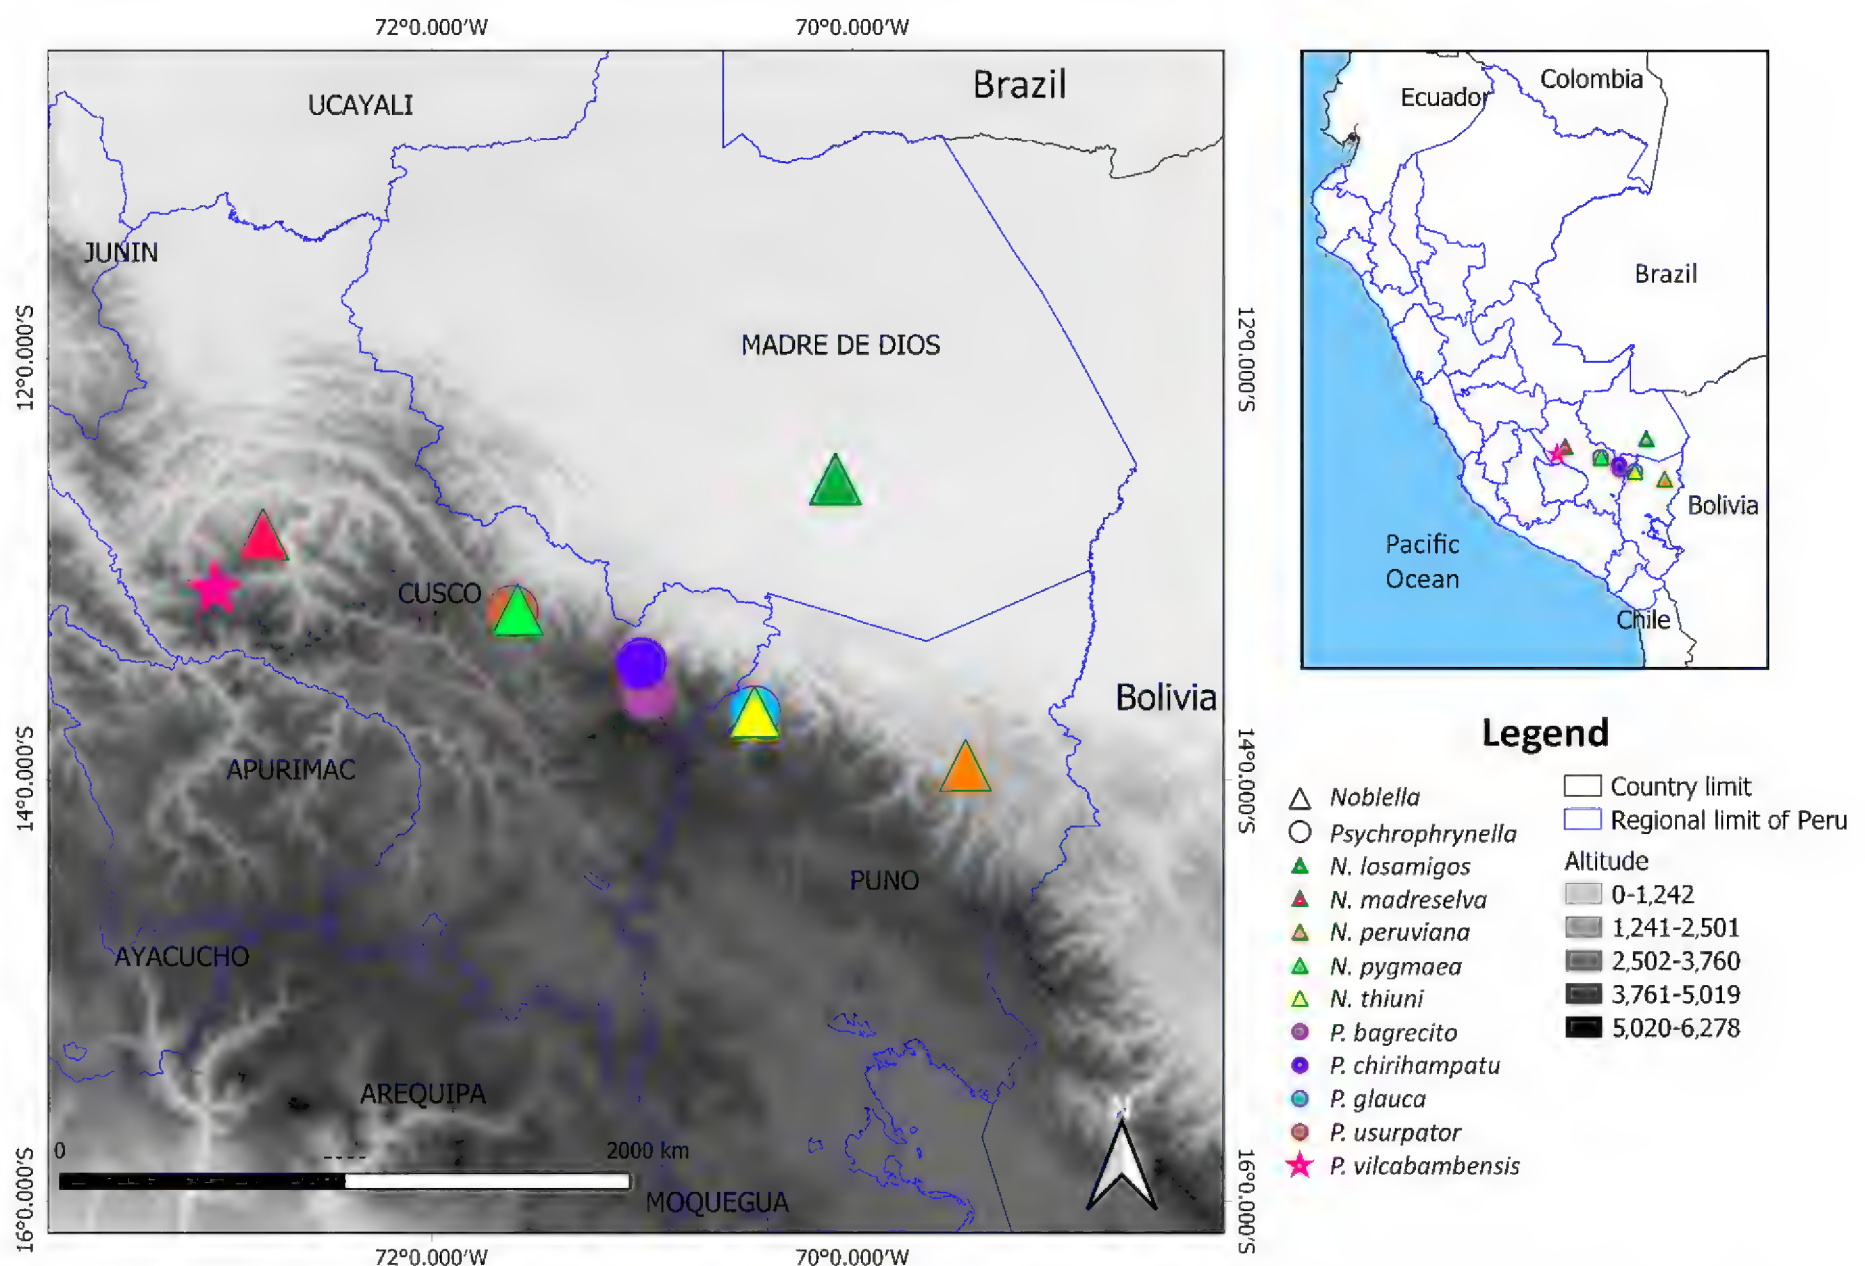 72°0.000'W
70°0.000'W
Brazil
UCAYALI
JUNIN
MADRE DE DIOS
12°0.000'S
12°0.000'S
CUSCO
Bolivia
14°0.000'S
14°0.000'S
APURIMAC
PUNO
AYACUCHO
AREQUIPA
0
2000 km
MOQUEGUA
N
16°0.000'S
16°0.000'S
72°0.000'W
70°0.000'W
Colombia
Ecuador
Brazil
Bolivia
Pacific
Ocean
Chile
Legend
Noblella
Psychrophrynella
N. losamigos
N. madreselva
N. peruviana
N. pygmaea
N. thiuni
P. bagrecito
P. chirihampatu
P. glauca
P. usurpator
P. vilcabambensis
Country limit
Regional limit of Peru
Altitude
0-1,242
1,241-2,501
2,502-3,760
3,761-5,019
5,020-6,278